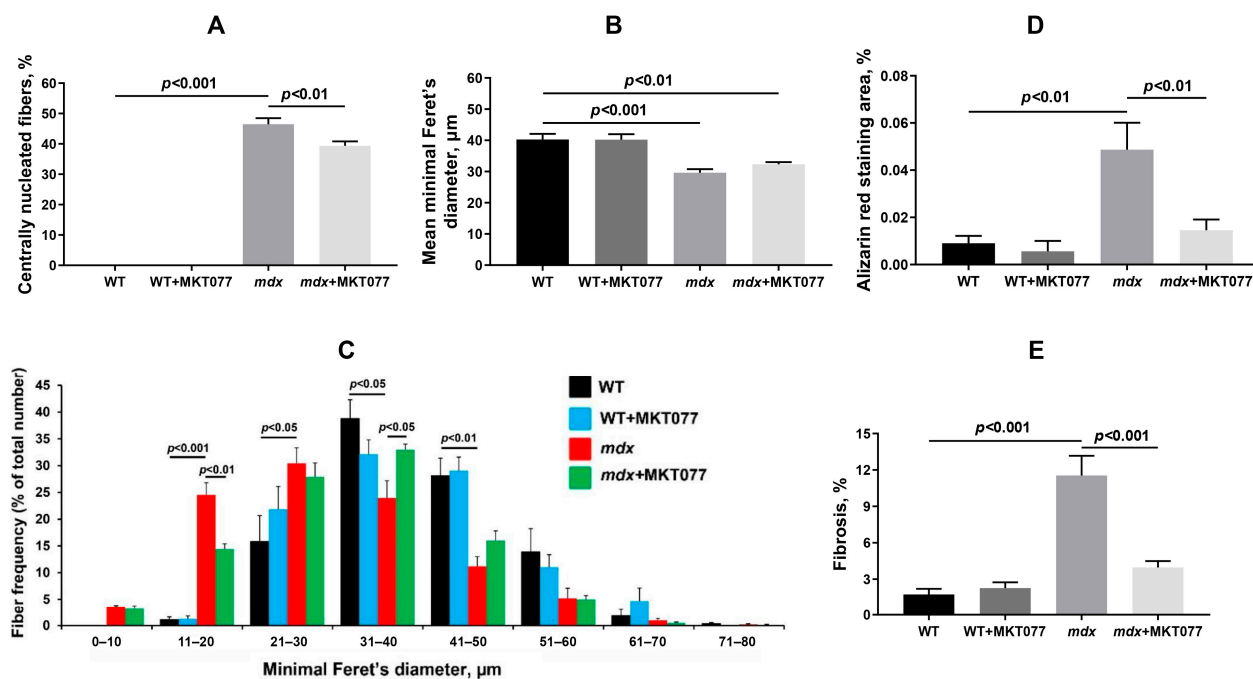 A
Centrally nucleated fibers, %
60
50
40
30
20
10
0
p<0.001
p<0.01
WT
WT+MKT077
mdx
mdx+MKT077
B
Mean minimal Feret's
diameter, µm
60
50
40
30
20
10
0
p<0.01
p<0.001
WT
WT+MKT077
mdx
mdx+MKT077
D
Alizarin red staining area, %
0.08
0.06
0.04
0.02
0.00
p<0.01
p<0.01
WT
WT+MKT077
mdx
mdx+MKT077
C
Fiber frequency (% of total number)
45
40
35
30
25
20
15
10
5
0
p<0.001
p<0.01
p<0.05
p<0.05
p<0.05
p<0.01
WT
WT+MKT077
mdx
mdx+MKT077
0–10
11–20
21–30
31–40
41–50
51–60
61–70
71–80
Minimal Feret's diameter, µm
E
Fibrosis, %
15
12
9
6
3
0
p<0.001
p<0.001
WT
WT+MKT077
mdx
mdx+MKT077